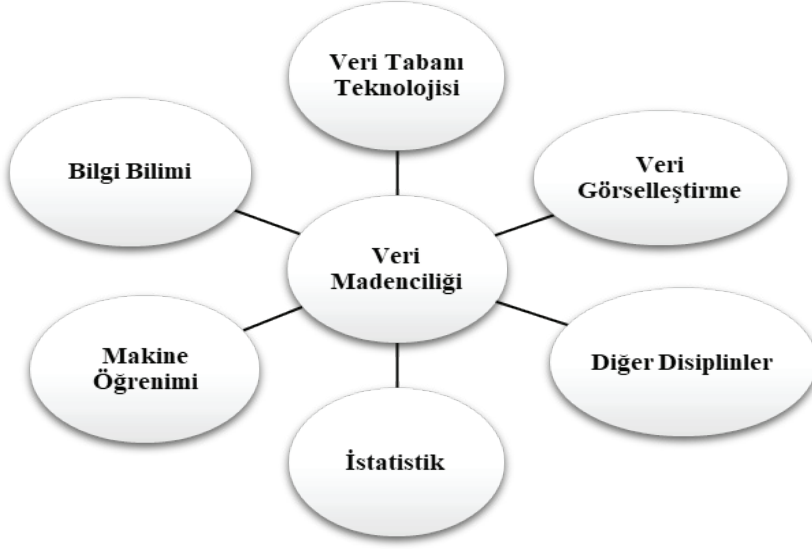 Veri Tabanı
Teknolojisi
Bilgi Bilimi
Veri
Görselleştirme
Veri
Madenciliği
Makine
Öğrenimi
Diğer Disiplinler
İstatistik